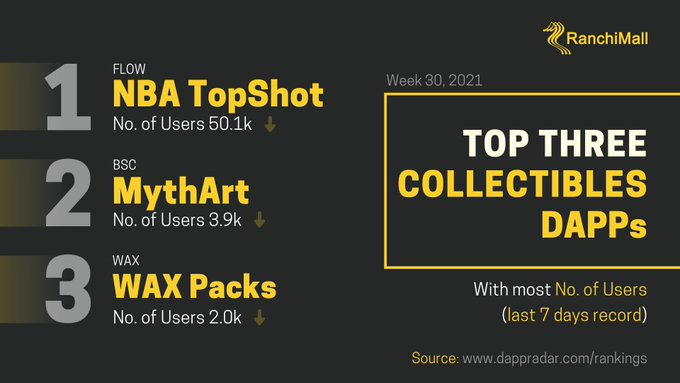 RanchiMall
Week 30, 2021
TOP THREE
COLLECTIBLES
DAPPs
With most No. of Users
(last 7 days record)
Source: www.dappradar.com/rankings
1
FLOW
NBA TopShot
No. of Users 50.1k
2
BSC
MythArt
No. of Users 3.9k
3
WAX
WAX Packs
No. of Users 2.0k